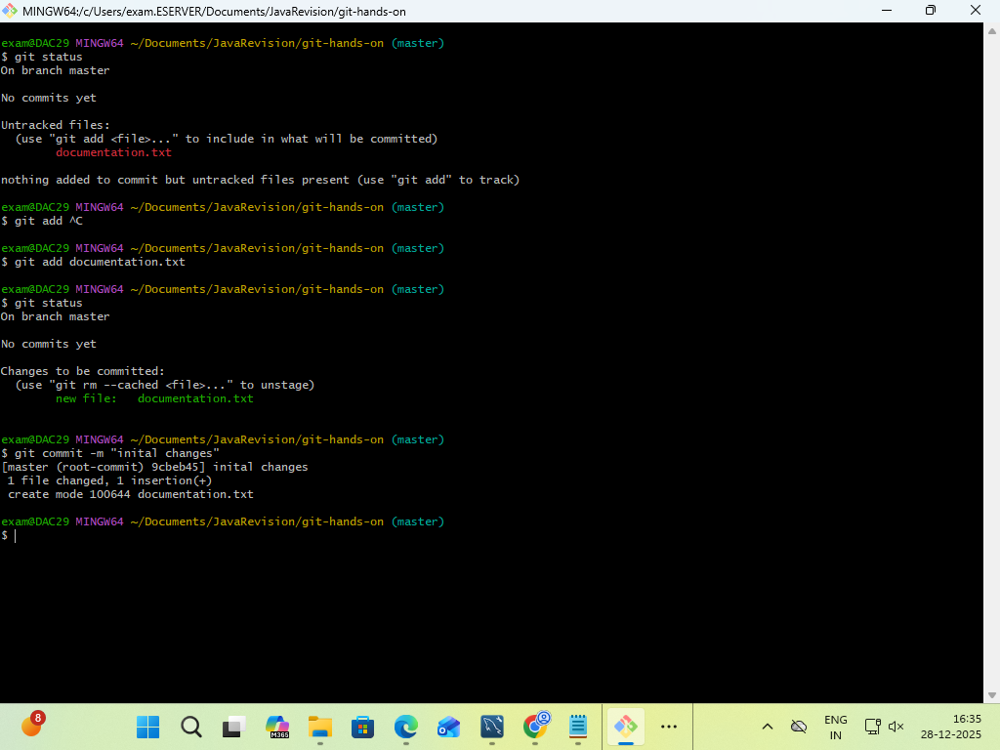 MINGW64:/c/Users/exam.ESERVER/Documents/JavaRevision/git-hands-on
exam@DAC29 MINGW64 ~/Documents/JavaRevision/git-hands-on (master)
$ git status
On branch master
No commits yet
Untracked files:
(use "git add <file>..." to include in what will be committed)
documentation.txt
nothing added to commit but untracked files present (use "git add" to track)
exam@DAC29 MINGW64 ~/Documents/JavaRevision/git-hands-on (master)
$ git add ^C
exam@DAC29 MINGW64 ~/Documents/JavaRevision/git-hands-on (master)
$ git add documentation.txt
exam@DAC29 MINGW64 ~/Documents/JavaRevision/git-hands-on (master)
$ git status
On branch master
No commits yet
Changes to be committed:
(use "git rm --cached <file>..." to unstage)
new file:   documentation.txt
exam@DAC29 MINGW64 ~/Documents/JavaRevision/git-hands-on (master)
$ git commit -m "inital changes"
[master (root-commit) 9cbeb45] inital changes
1 file changed, 1 insertion(+)
create mode 100644 documentation.txt
exam@DAC29 MINGW64 ~/Documents/JavaRevision/git-hands-on (master)
$
8
M365
ENG
IN
16:35
28-12-2025